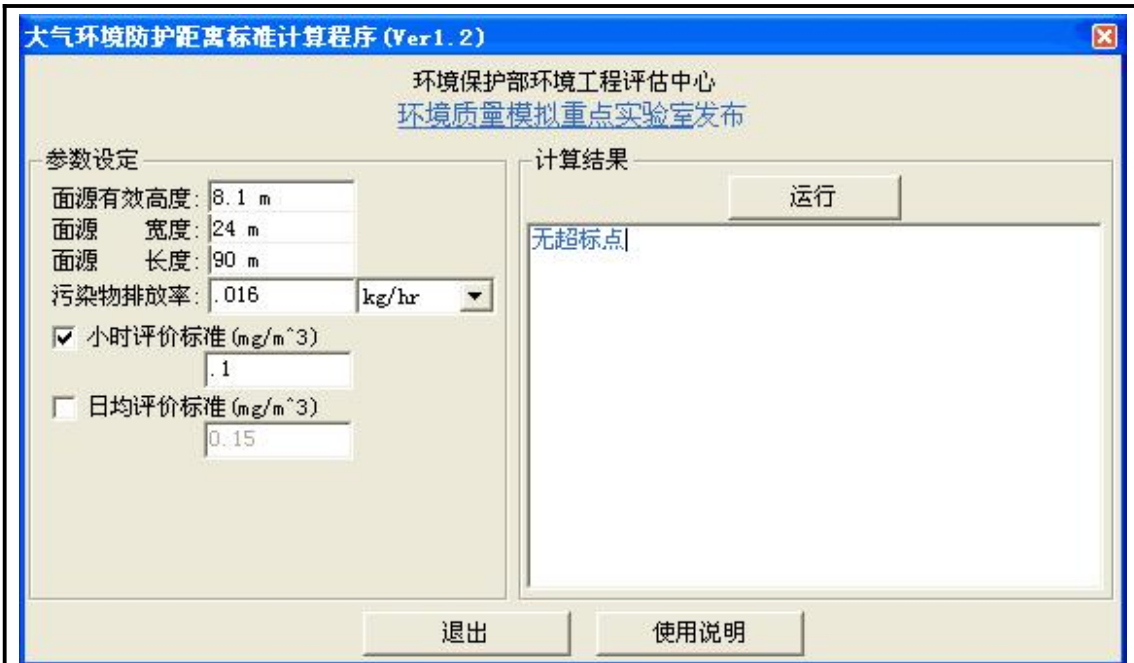 大气环境防护距离标准计算程序(Ver1.2)
环境保护部环境工程评估中心
环境质量模拟重点实验室发布
参数设定
面源有效高度: 8.1 m
面源 宽度: 24 m
面源 长度: 90 m
污染物排放率: .016 kg/hr
小时评价标准(mg/m^3)
.1
日均评价标准(mg/m^3)
0.15
计算结果
运行
无超标点
退出
使用说明